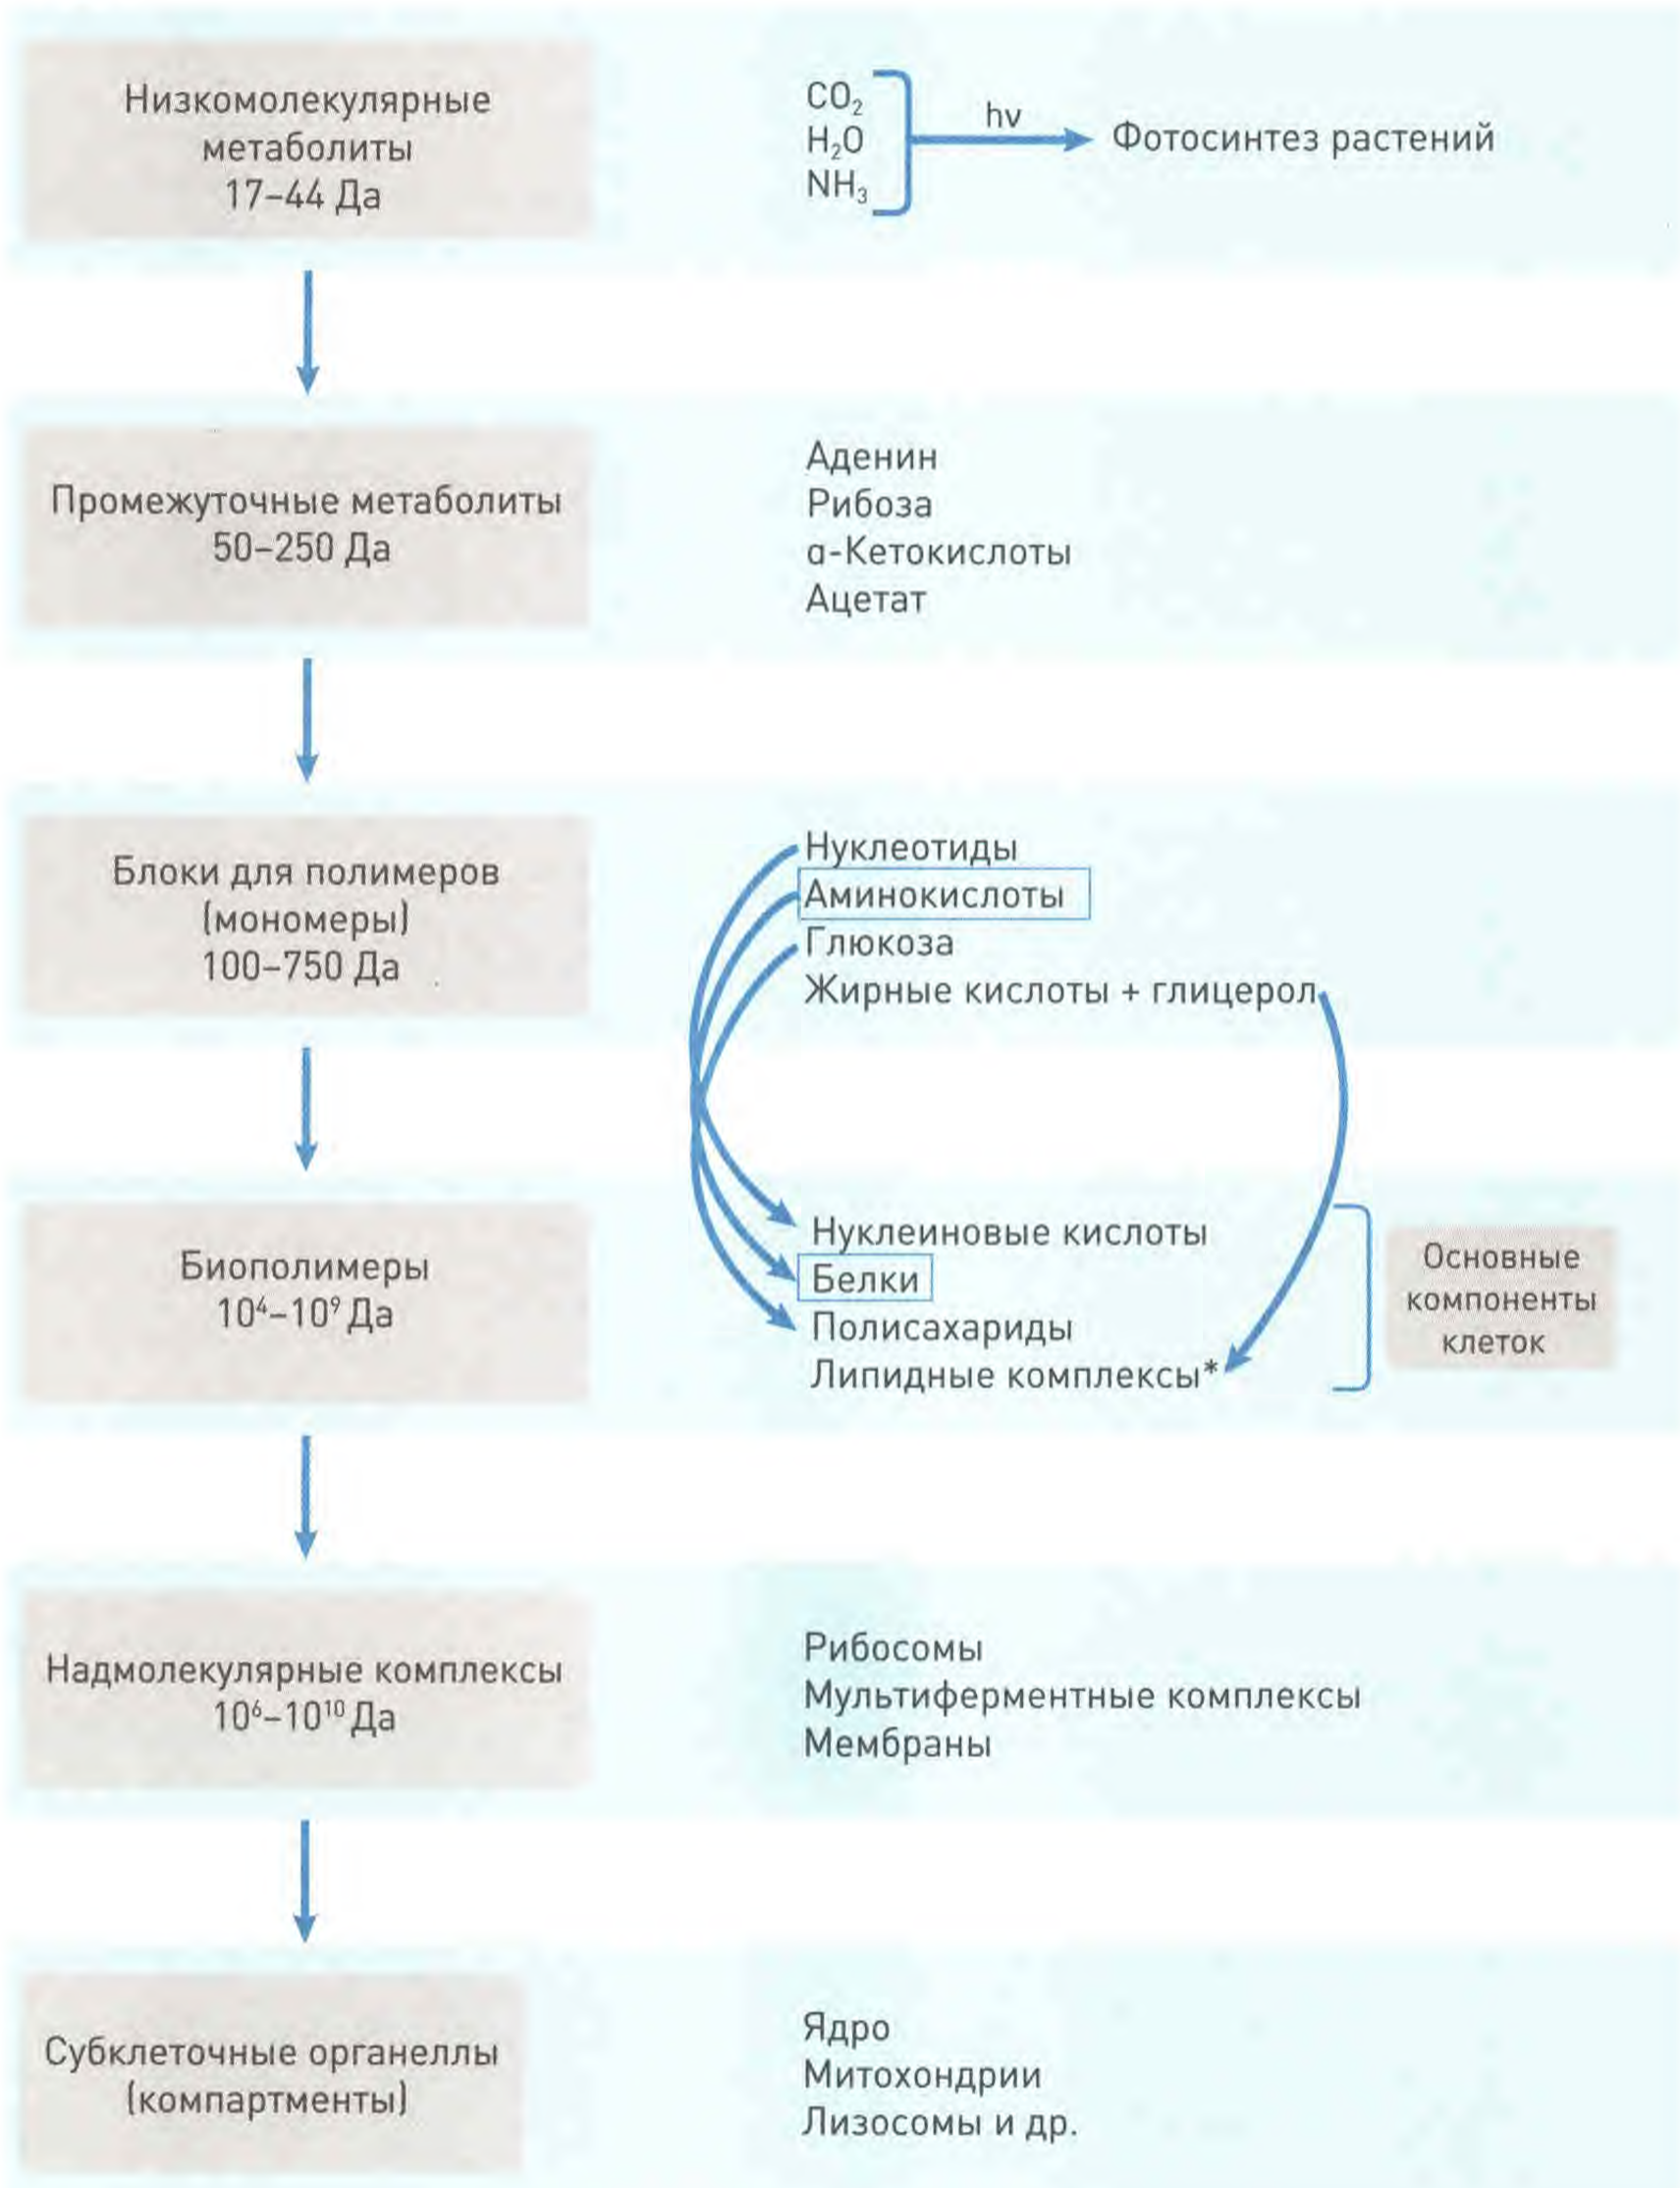 Низкомолекулярные
метаболиты
17–44 Да
CO₂
H₂O
NH₃
hν
Фотосинтез растений
Промежуточные метаболиты
50–250 Да
Аденин
Рибоза
α-Кетокислоты
Ацетат
Блоки для полимеров
(мономеры)
100–750 Да
Нуклеотиды
Аминокислоты
Глюкоза
Жирные кислоты + глицерол
Биополимеры
10⁴–10⁹ Да
Нуклеиновые кислоты
Белки
Полисахариды
Липидные комплексы*
Основные
компоненты
клеток
Надмолекулярные комплексы
10⁶–10¹⁰ Да
Рибосомы
Мультиферментные комплексы
Мембраны
Субклеточные органеллы
(компартменты)
Ядро
Митохондрии
Лизосомы и др.